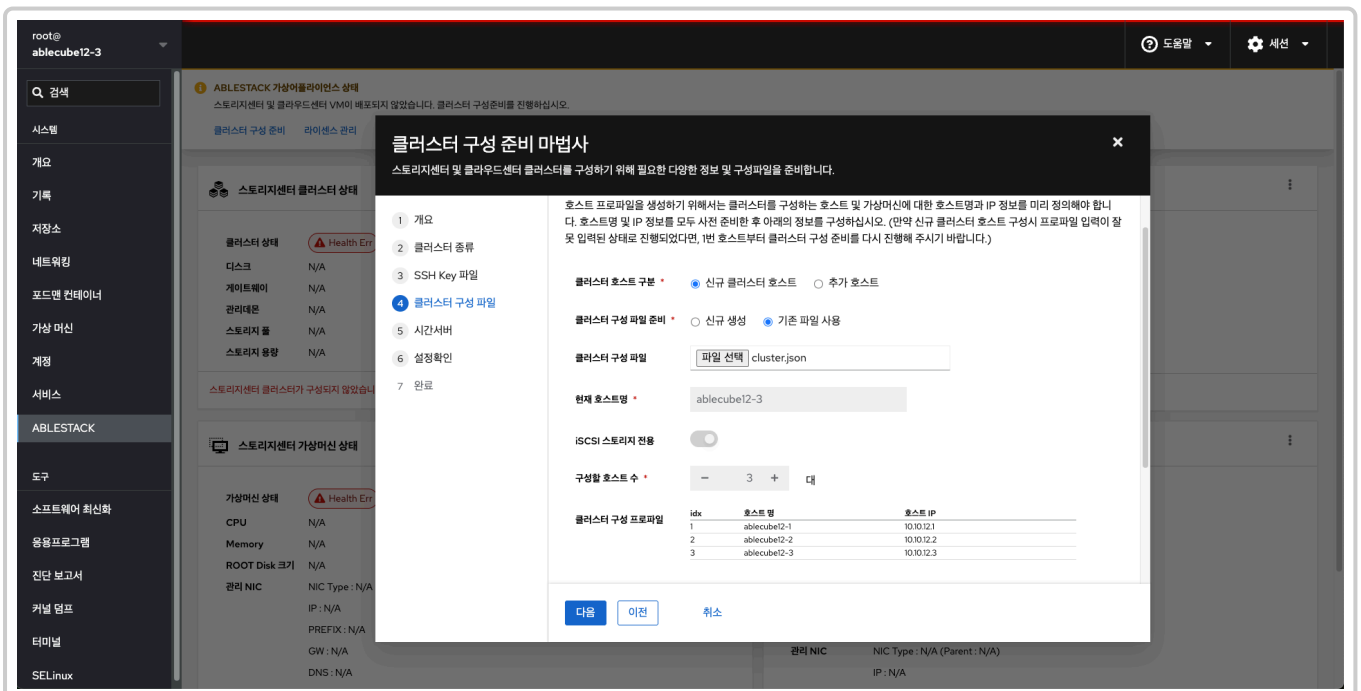 root@
ablecube12-3
도움말
세션
검색
시스템
개요
기록
저장소
네트워킹
포드맨 컨테이너
가상 머신
계정
서비스
ABLESTACK
도구
소프트웨어 최신화
응용프로그램
진단 보고서
커널 덤프
터미널
SELinux
ABLESTACK 가상어플라이언스 상태
스토리지센터 및 클라우드센터 VM이 배포되지 않았습니다. 클러스터 구성준비를 진행하십시오.
클러스터 구성 준비 라이센스 관리
스토리지센터 클러스터 상태
클러스터 상태 Health Err
디스크 N/A
게이트웨이 N/A
관리데몬 N/A
스토리지 풀 N/A
스토리지 용량 N/A
스토리지센터 클러스터가 구성되지 않았습니
스토리지센터 가상머신 상태
가상머신 상태 Health Err
CPU N/A
Memory N/A
ROOT Disk 크기 N/A
관리 NIC NIC Type : N/A
IP : N/A
PREFIX : N/A
GW : N/A
DNS : N/A
관리 NIC NIC Type : N/A (Parent : N/A)
IP : N/A
클러스터 구성 준비 마법사
스토리지센터 및 클라우드센터 클러스터를 구성하기 위해 필요한 다양한 정보 및 구성파일을 준비합니다.
1 개요
2 클러스터 종류
3 SSH Key 파일
4 클러스터 구성 파일
5 시간서버
6 설정확인
7 완료
호스트 프로파일을 생성하기 위해서는 클러스터를 구성하는 호스트 및 가상머신에 대한 호스트명과 IP 정보를 미리 정의해야 합니
다. 호스트명 및 IP 정보를 모두 사전 준비한 후 아래의 정보를 구성하십시오. (만약 신규 클러스터 호스트 구성시 프로파일 입력이 잘
못 입력된 상태로 진행되었다면, 1번 호스트부터 클러스터 구성 준비를 다시 진행해 주시기 바랍니다.)
클러스터 호스트 구분 * 신규 클러스터 호스트 추가 호스트
클러스터 구성 파일 준비 * 신규 생성 기존 파일 사용
클러스터 구성 파일 파일 선택 cluster.json
현재 호스트명 * ablecube12-3
iSCSI 스토리지 전용
구성할 호스트 수 * − 3 + 대
클러스터 구성 프로파일
idx 호스트 명 호스트 IP
1 ablecube12-1 10.10.12.1
2 ablecube12-2 10.10.12.2
3 ablecube12-3 10.10.12.3
다음 이전 취소